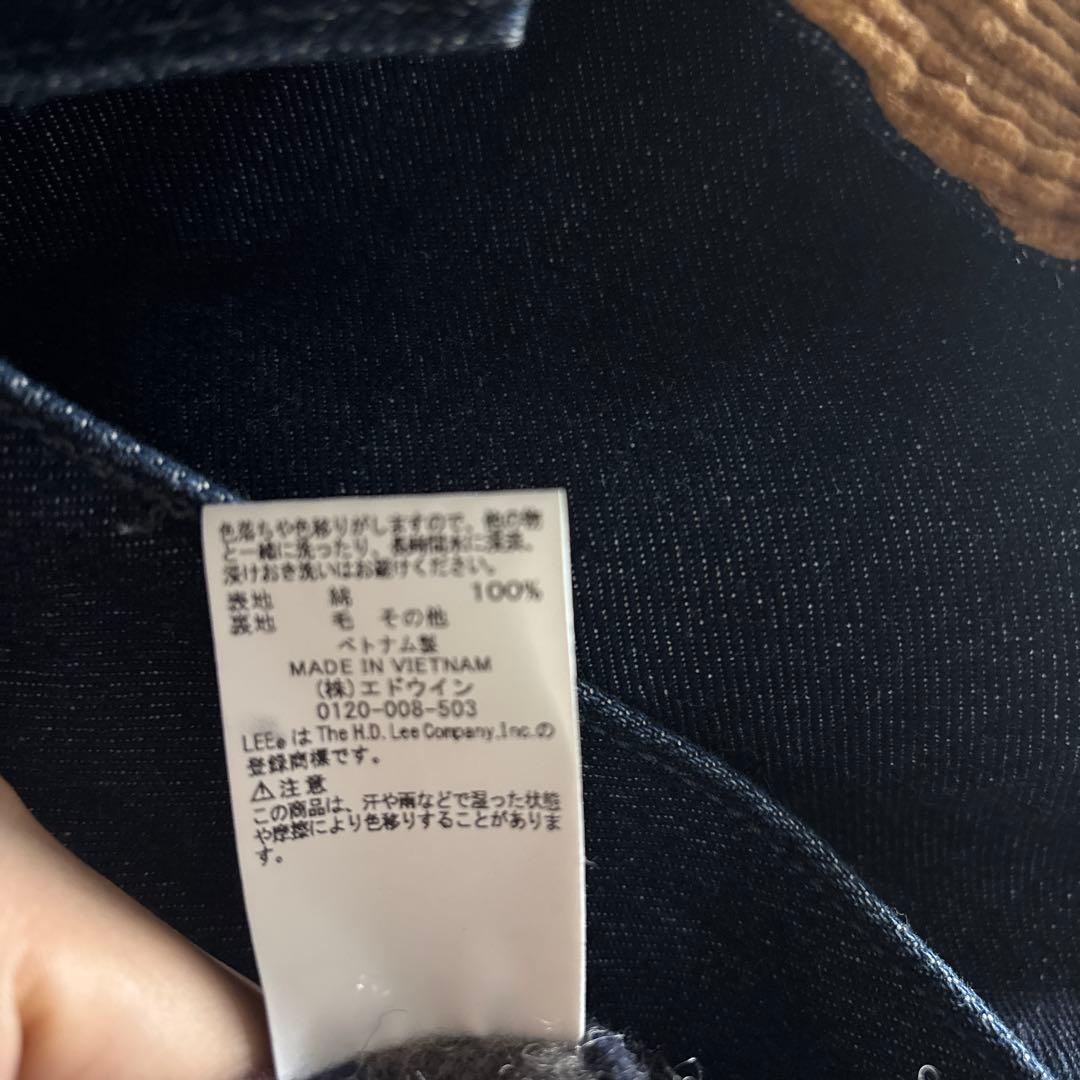 色落ちや色移りがしますので、他の物
と一緒に洗ったり、長時間水に浸漬、
浸けおき洗いはお避けください。
表地 綿 100%
裏地 毛 その他
ベトナム製
MADE IN VIETNAM
(株)エドウイン
0120-008-503
LEE® は The H.D. Lee Company,Inc.の
登録商標です。
⚠注意
この商品は、汗や雨などで湿った状態
や摩擦により色移りすることがありま
す。